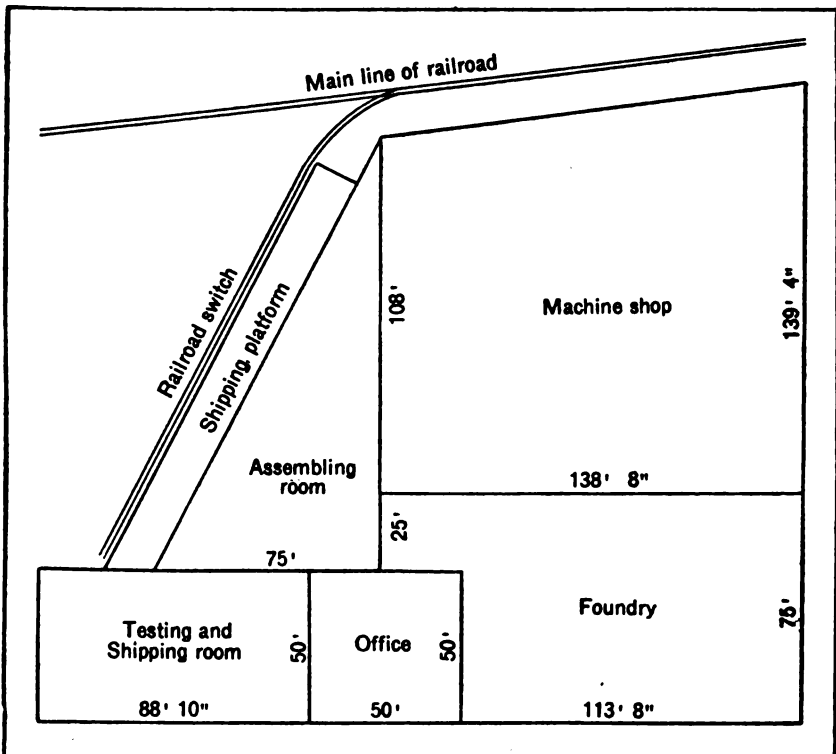 Main line of railroad
Railroad switch
Shipping platform
108'
Machine shop
139' 4"
Assembling
room
138' 8"
25'
75'
Testing and
Shipping room
50'
Office
50'
Foundry
75'
88' 10"
50'
113' 8"